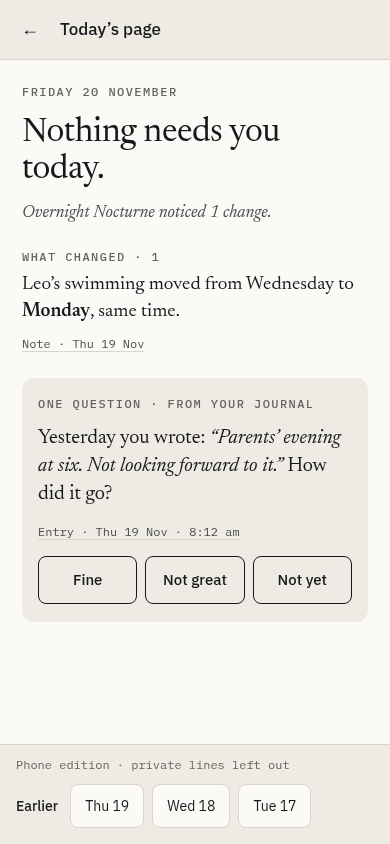 ← Today’s page
FRIDAY 20 NOVEMBER
Nothing needs you
today.
Overnight Nocturne noticed 1 change.
WHAT CHANGED · 1
Leo’s swimming moved from Wednesday to
Monday, same time.
Note · Thu 19 Nov
ONE QUESTION · FROM YOUR JOURNAL
Yesterday you wrote: “Parents’ evening
at six. Not looking forward to it.” How
did it go?
Entry · Thu 19 Nov · 8:12 am
Fine Not great Not yet
Phone edition · private lines left out
Earlier Thu 19 Wed 18 Tue 17